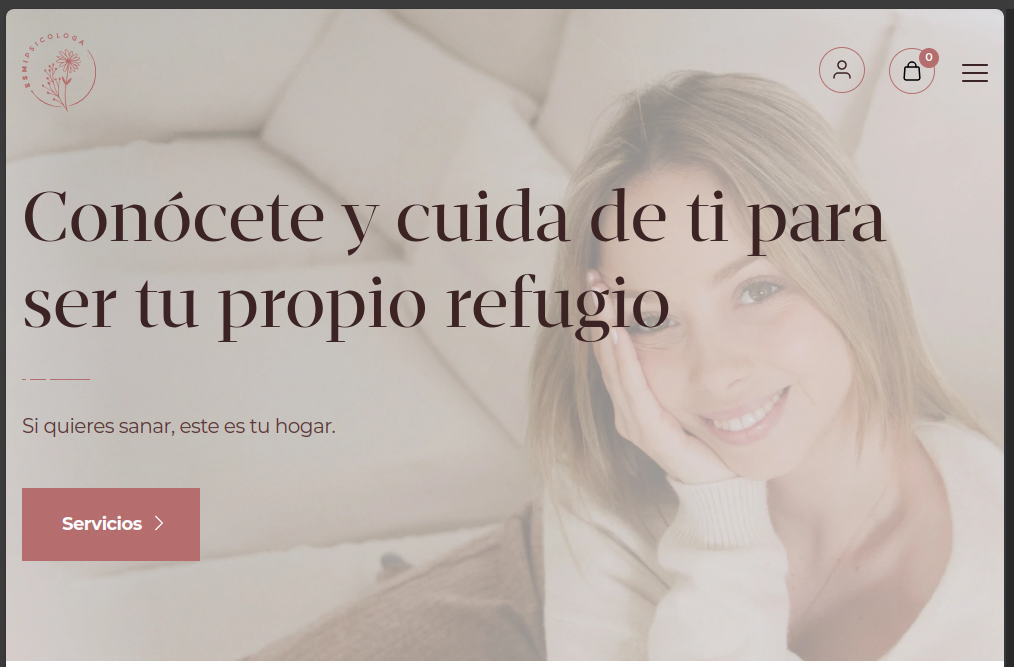 ESMIPSICOLOGA
0
Conócete y cuida de ti para
ser tu propio refugio
Si quieres sanar, este es tu hogar.
Servicios